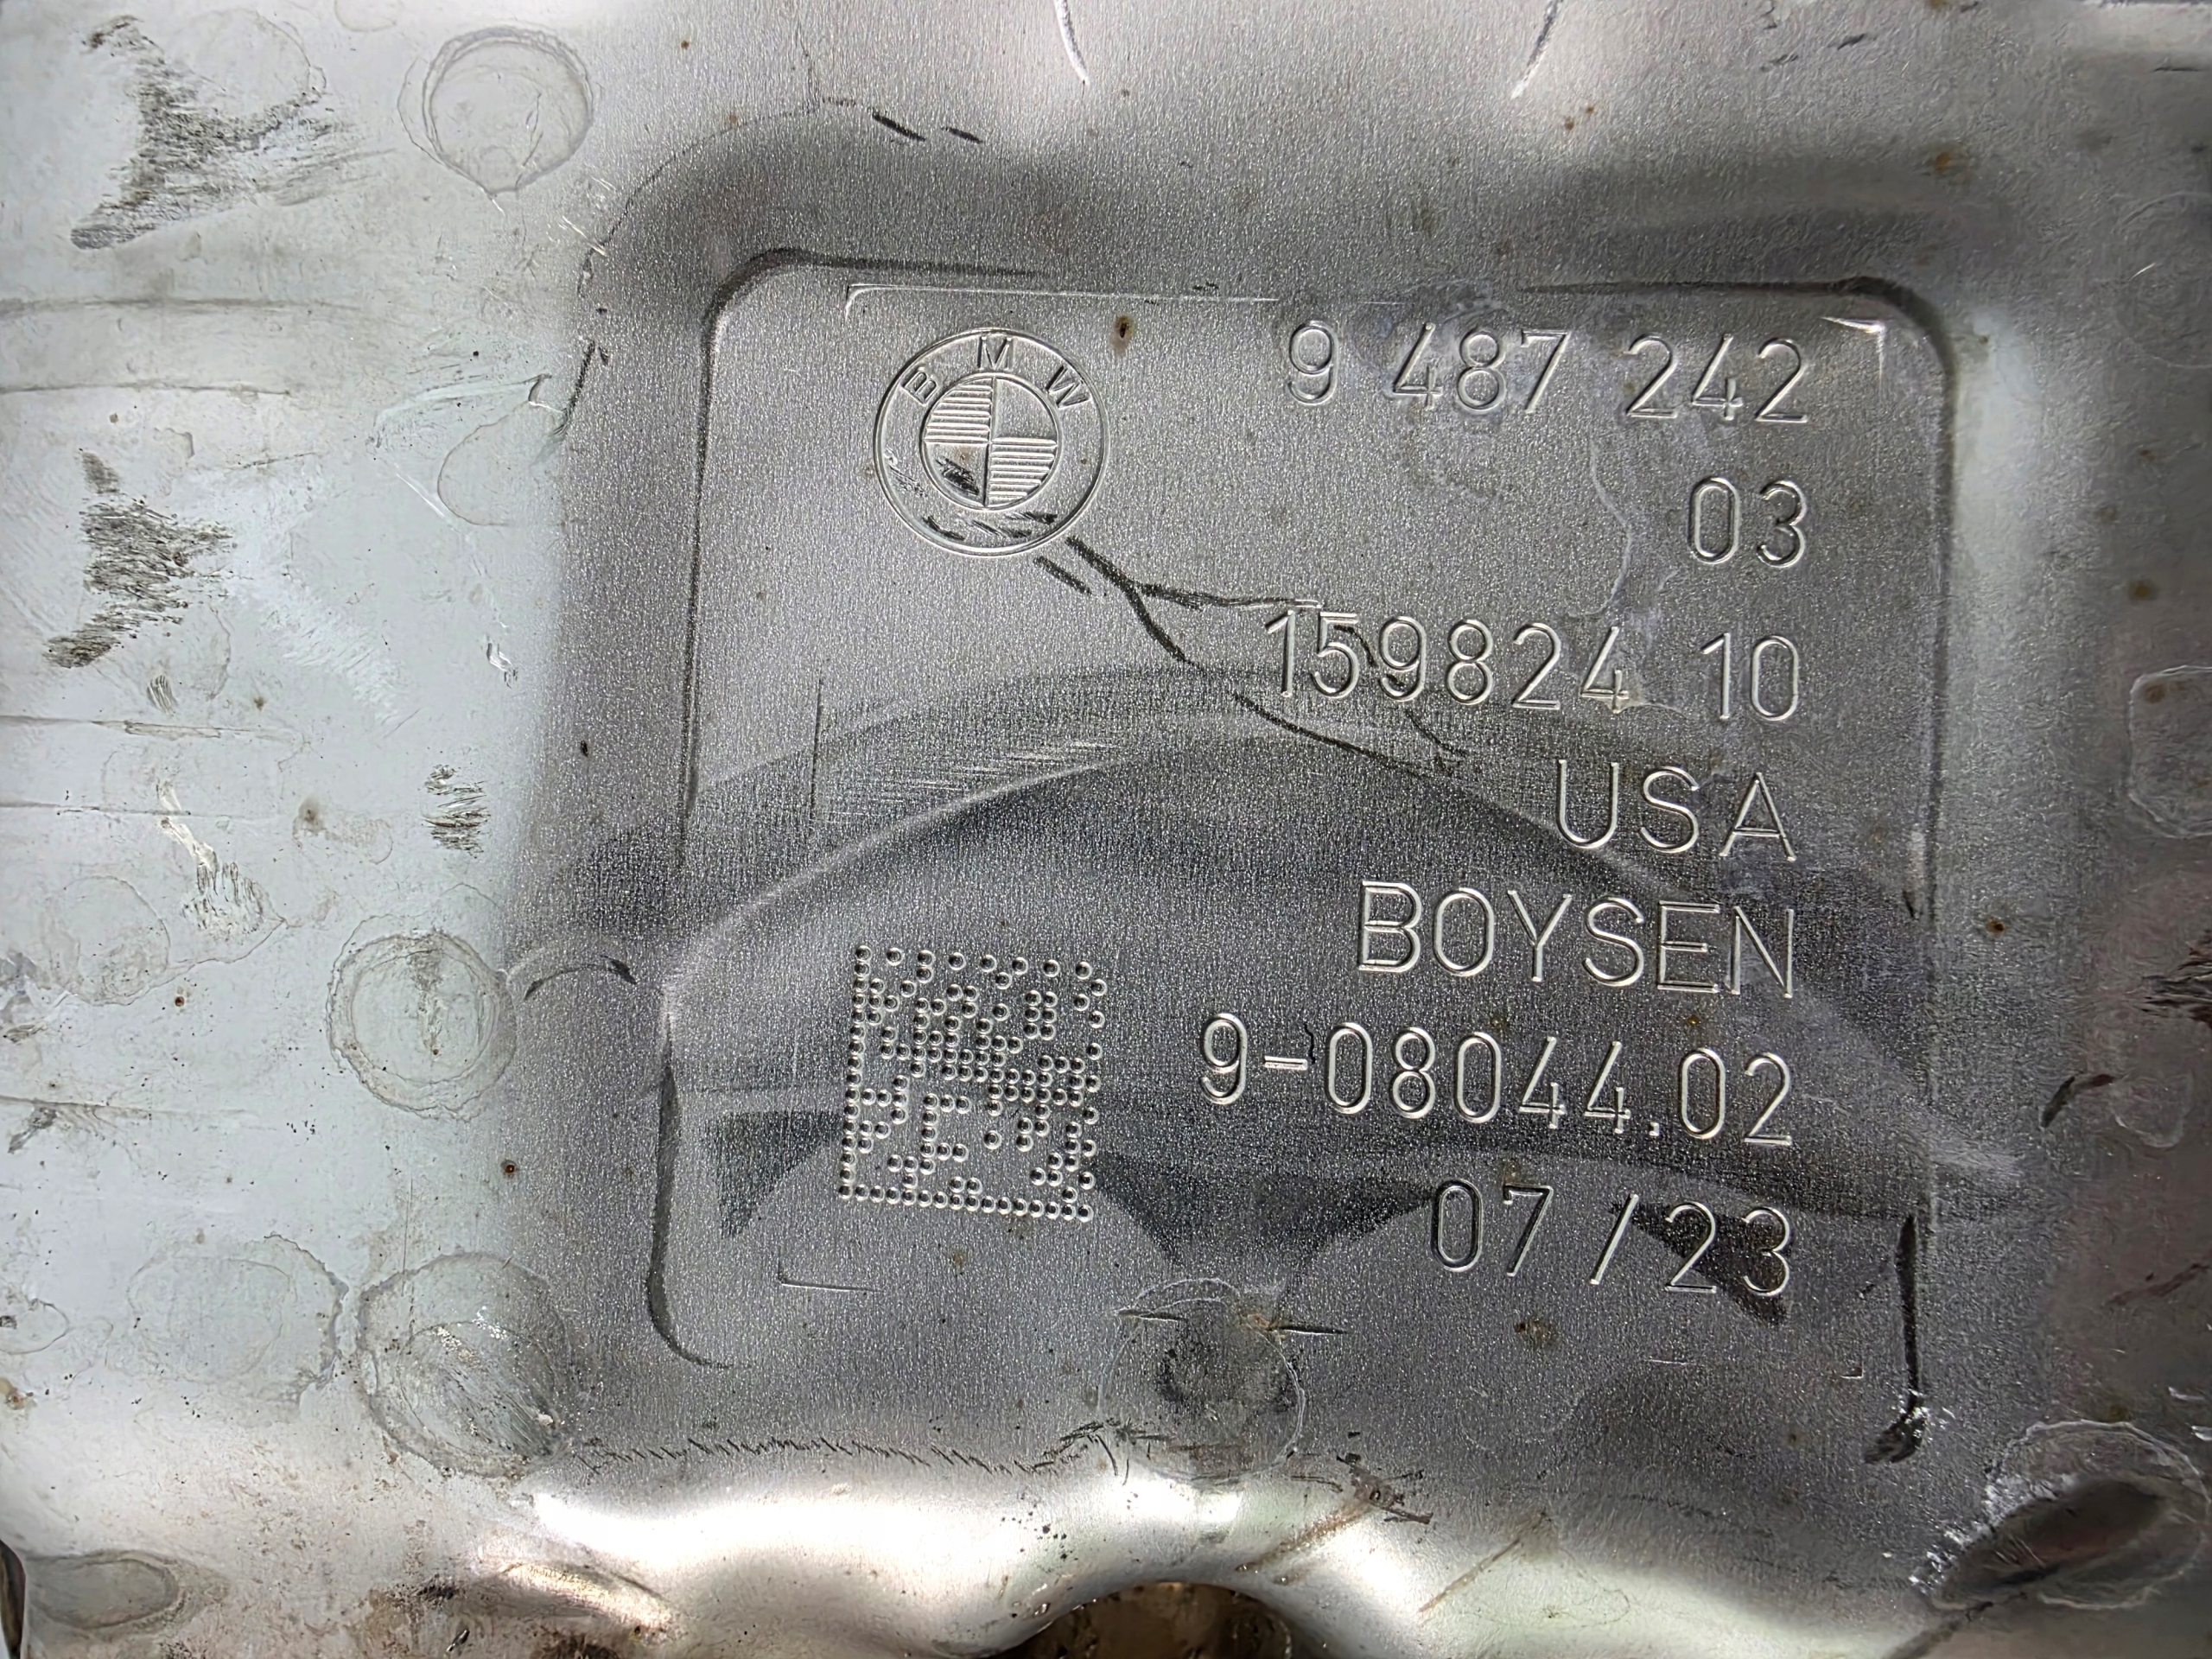 BMW
9 487 242
03
159824 10
USA
BOYSEN
9-08044.02
07 /23